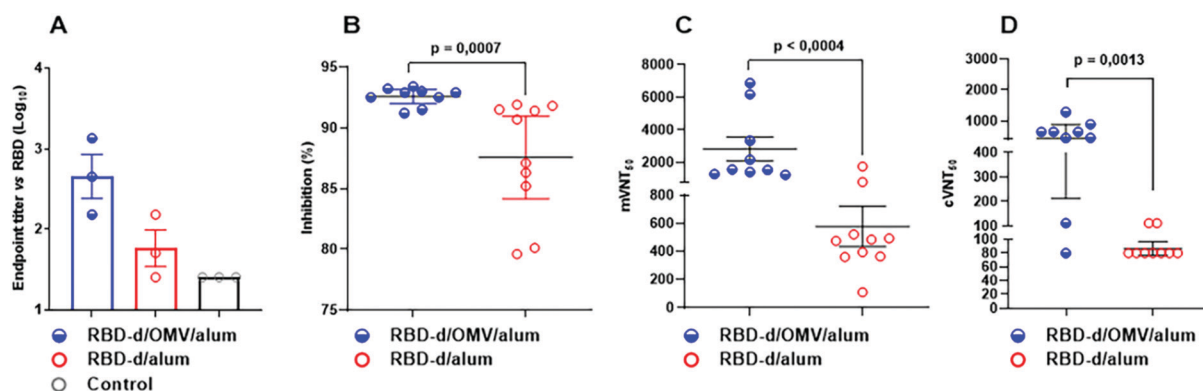 A
Endpoint titer vs RBD (Log10)
4
3
2
1
RBD-d/OMV/alum
RBD-d/alum
Control
B
p = 0,0007
Inhibition (%)
100
95
90
85
80
75
RBD-d/OMV/alum
RBD-d/alum
C
p < 0,0004
mVNT50
8000
6000
4000
2000
800
600
400
200
0
RBD-d/OMV/alum
RBD-d/alum
D
p = 0,0013
cVNT50
3000
2000
1000
400
300
200
100
100
80
60
40
20
0
RBD-d/OMV/alum
RBD-d/alum